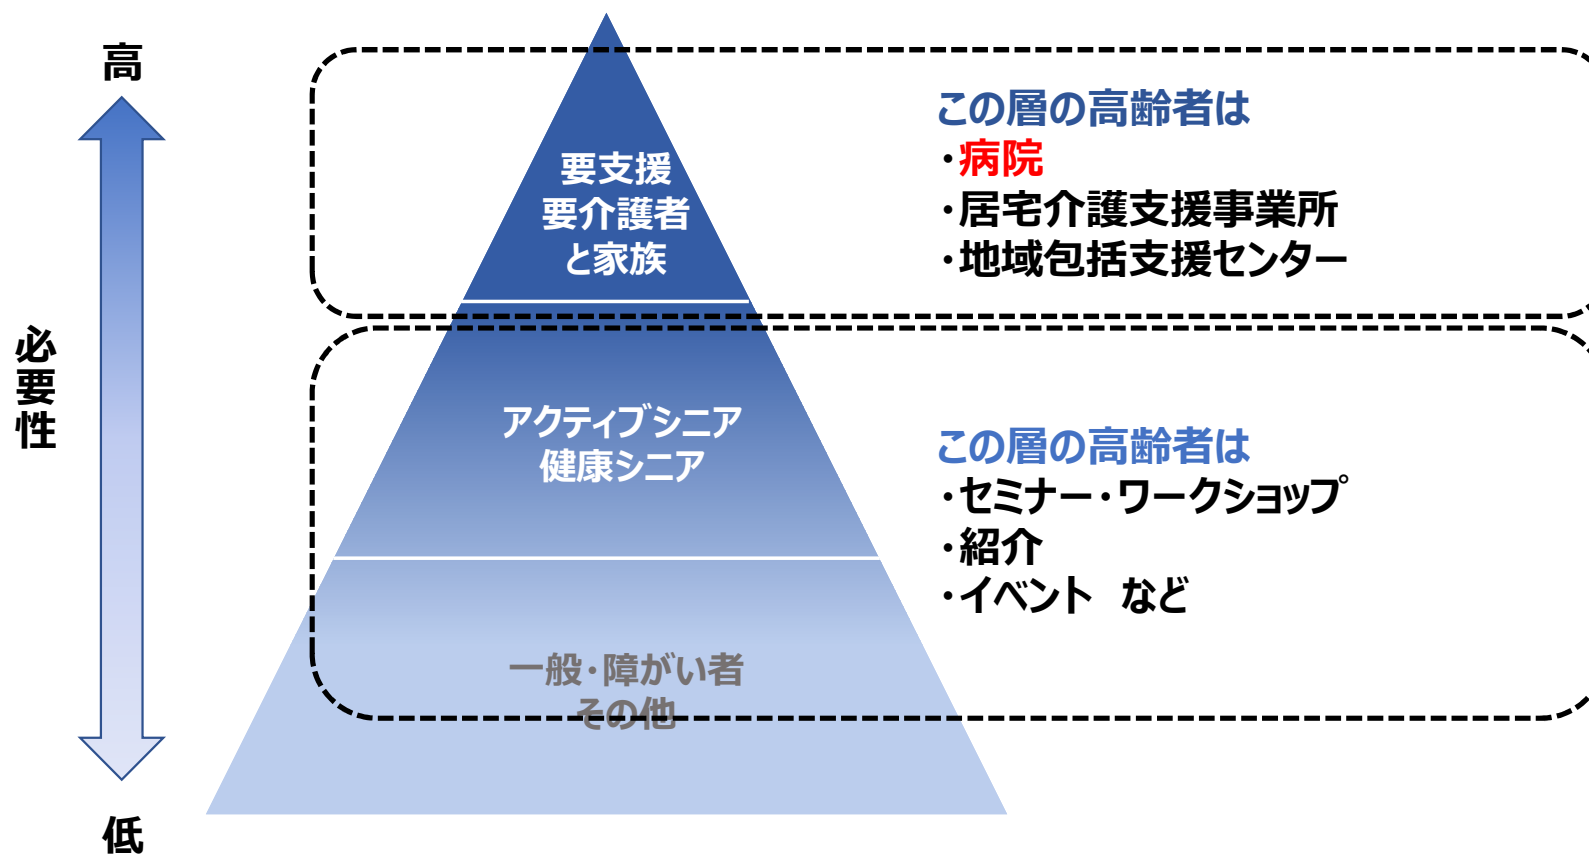 高
必要性
低
要支援
要介護者
と家族
アクティブシニア
健康シニア
一般・障がい者
その他
この層の高齢者は
・病院
・居宅介護支援事業所
・地域包括支援センター
この層の高齢者は
・セミナー・ワークショップ
・紹介
・イベント　など